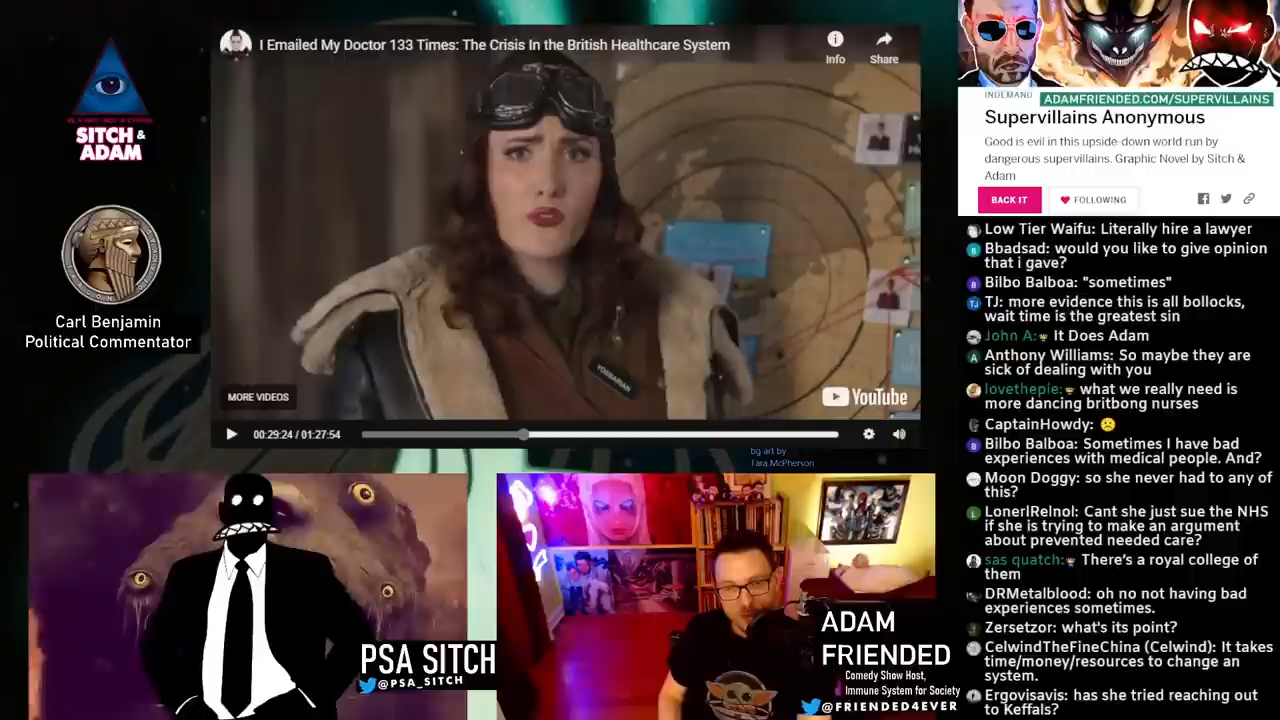 I Emailed My Doctor 133 Times: The Crisis In the British Healthcare System
Info
Share
SITCH &
ADAM
Carl Benjamin
Political Commentator
YORBARIAN
MORE VIDEOS
YouTube
00:29:24 / 01:27:54
bg art by
Tara McPherson
PSA SITCH
@PSA_SITCH
ADAM
FRIENDED
Comedy Show Host,
Immune System for Society
@FRIENDED4EVER
INDEMAND
ADAMFRIENDED.COM/SUPERVILLAINS
Supervillains Anonymous
Good is evil in this upside-down world run by
dangerous supervillains. Graphic Novel by Sitch &
Adam
BACK IT
FOLLOWING
Low Tier Waifu: Literally hire a lawyer
Bbadsad: would you like to give opinion
that i gave?
Bilbo Balboa: "sometimes"
TJ: more evidence this is all bollocks,
wait time is the greatest sin
John A: It Does Adam
Anthony Williams: So maybe they are
sick of dealing with you
lovethepie: what we really need is
more dancing britbong nurses
CaptainHowdy: ☹️
Bilbo Balboa: Sometimes I have bad
experiences with medical people. And?
Moon Doggy: so she never had to any of
this?
LonerIReInol: Cant she just sue the NHS
if she is trying to make an argument
about prevented needed care?
sas quatch: There's a royal college of
them
DRMetalblood: oh no not having bad
experiences sometimes.
Zersetzor: what's its point?
CelwindTheFineChina (Celwind): It takes
time/money/resources to change an
system.
Ergovisavis: has she tried reaching out
to Keffals?